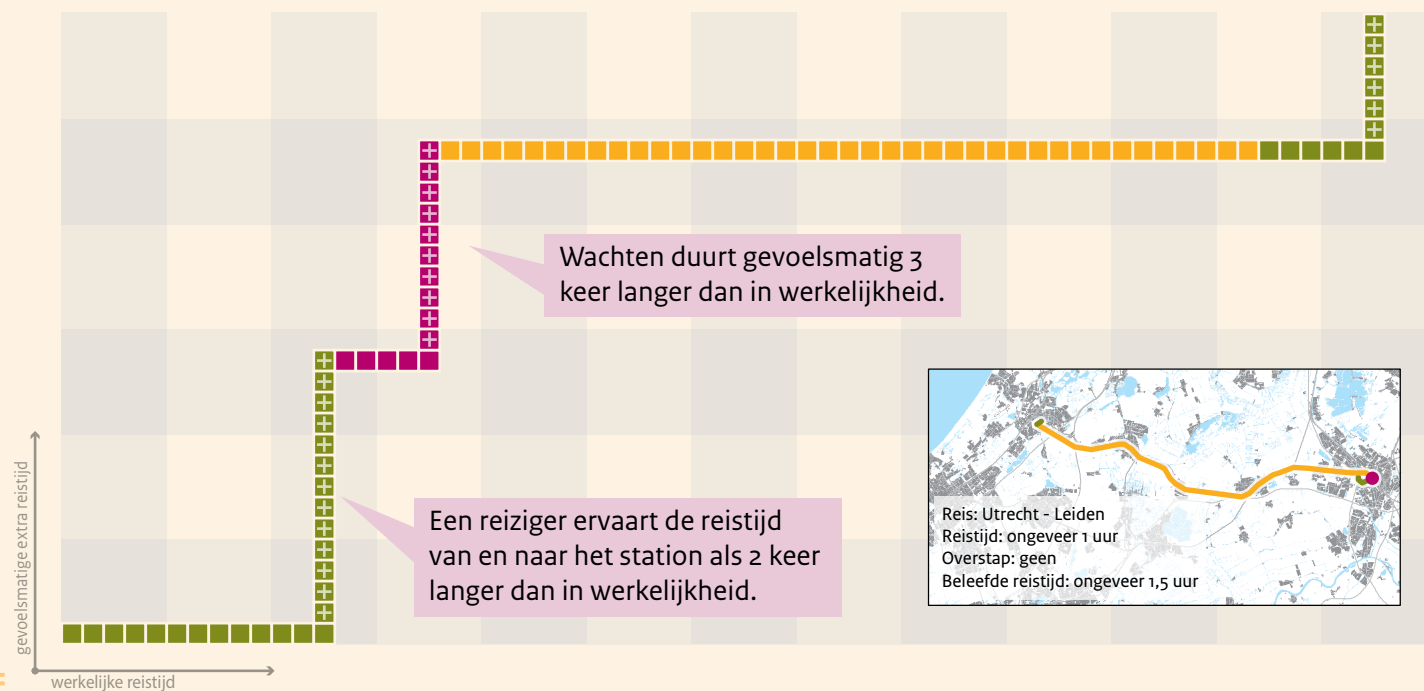 Wachten duurt gevoelsmatig 3
keer langer dan in werkelijkheid.
Een reiziger ervaart de reistijd
van en naar het station als 2 keer
langer dan in werkelijkheid.
Reis: Utrecht - Leiden
Reistijd: ongeveer 1 uur
Overstap: geen
Beleefde reistijd: ongeveer 1,5 uur
gevoelsmatige extra reistijd
werkelijke reistijd